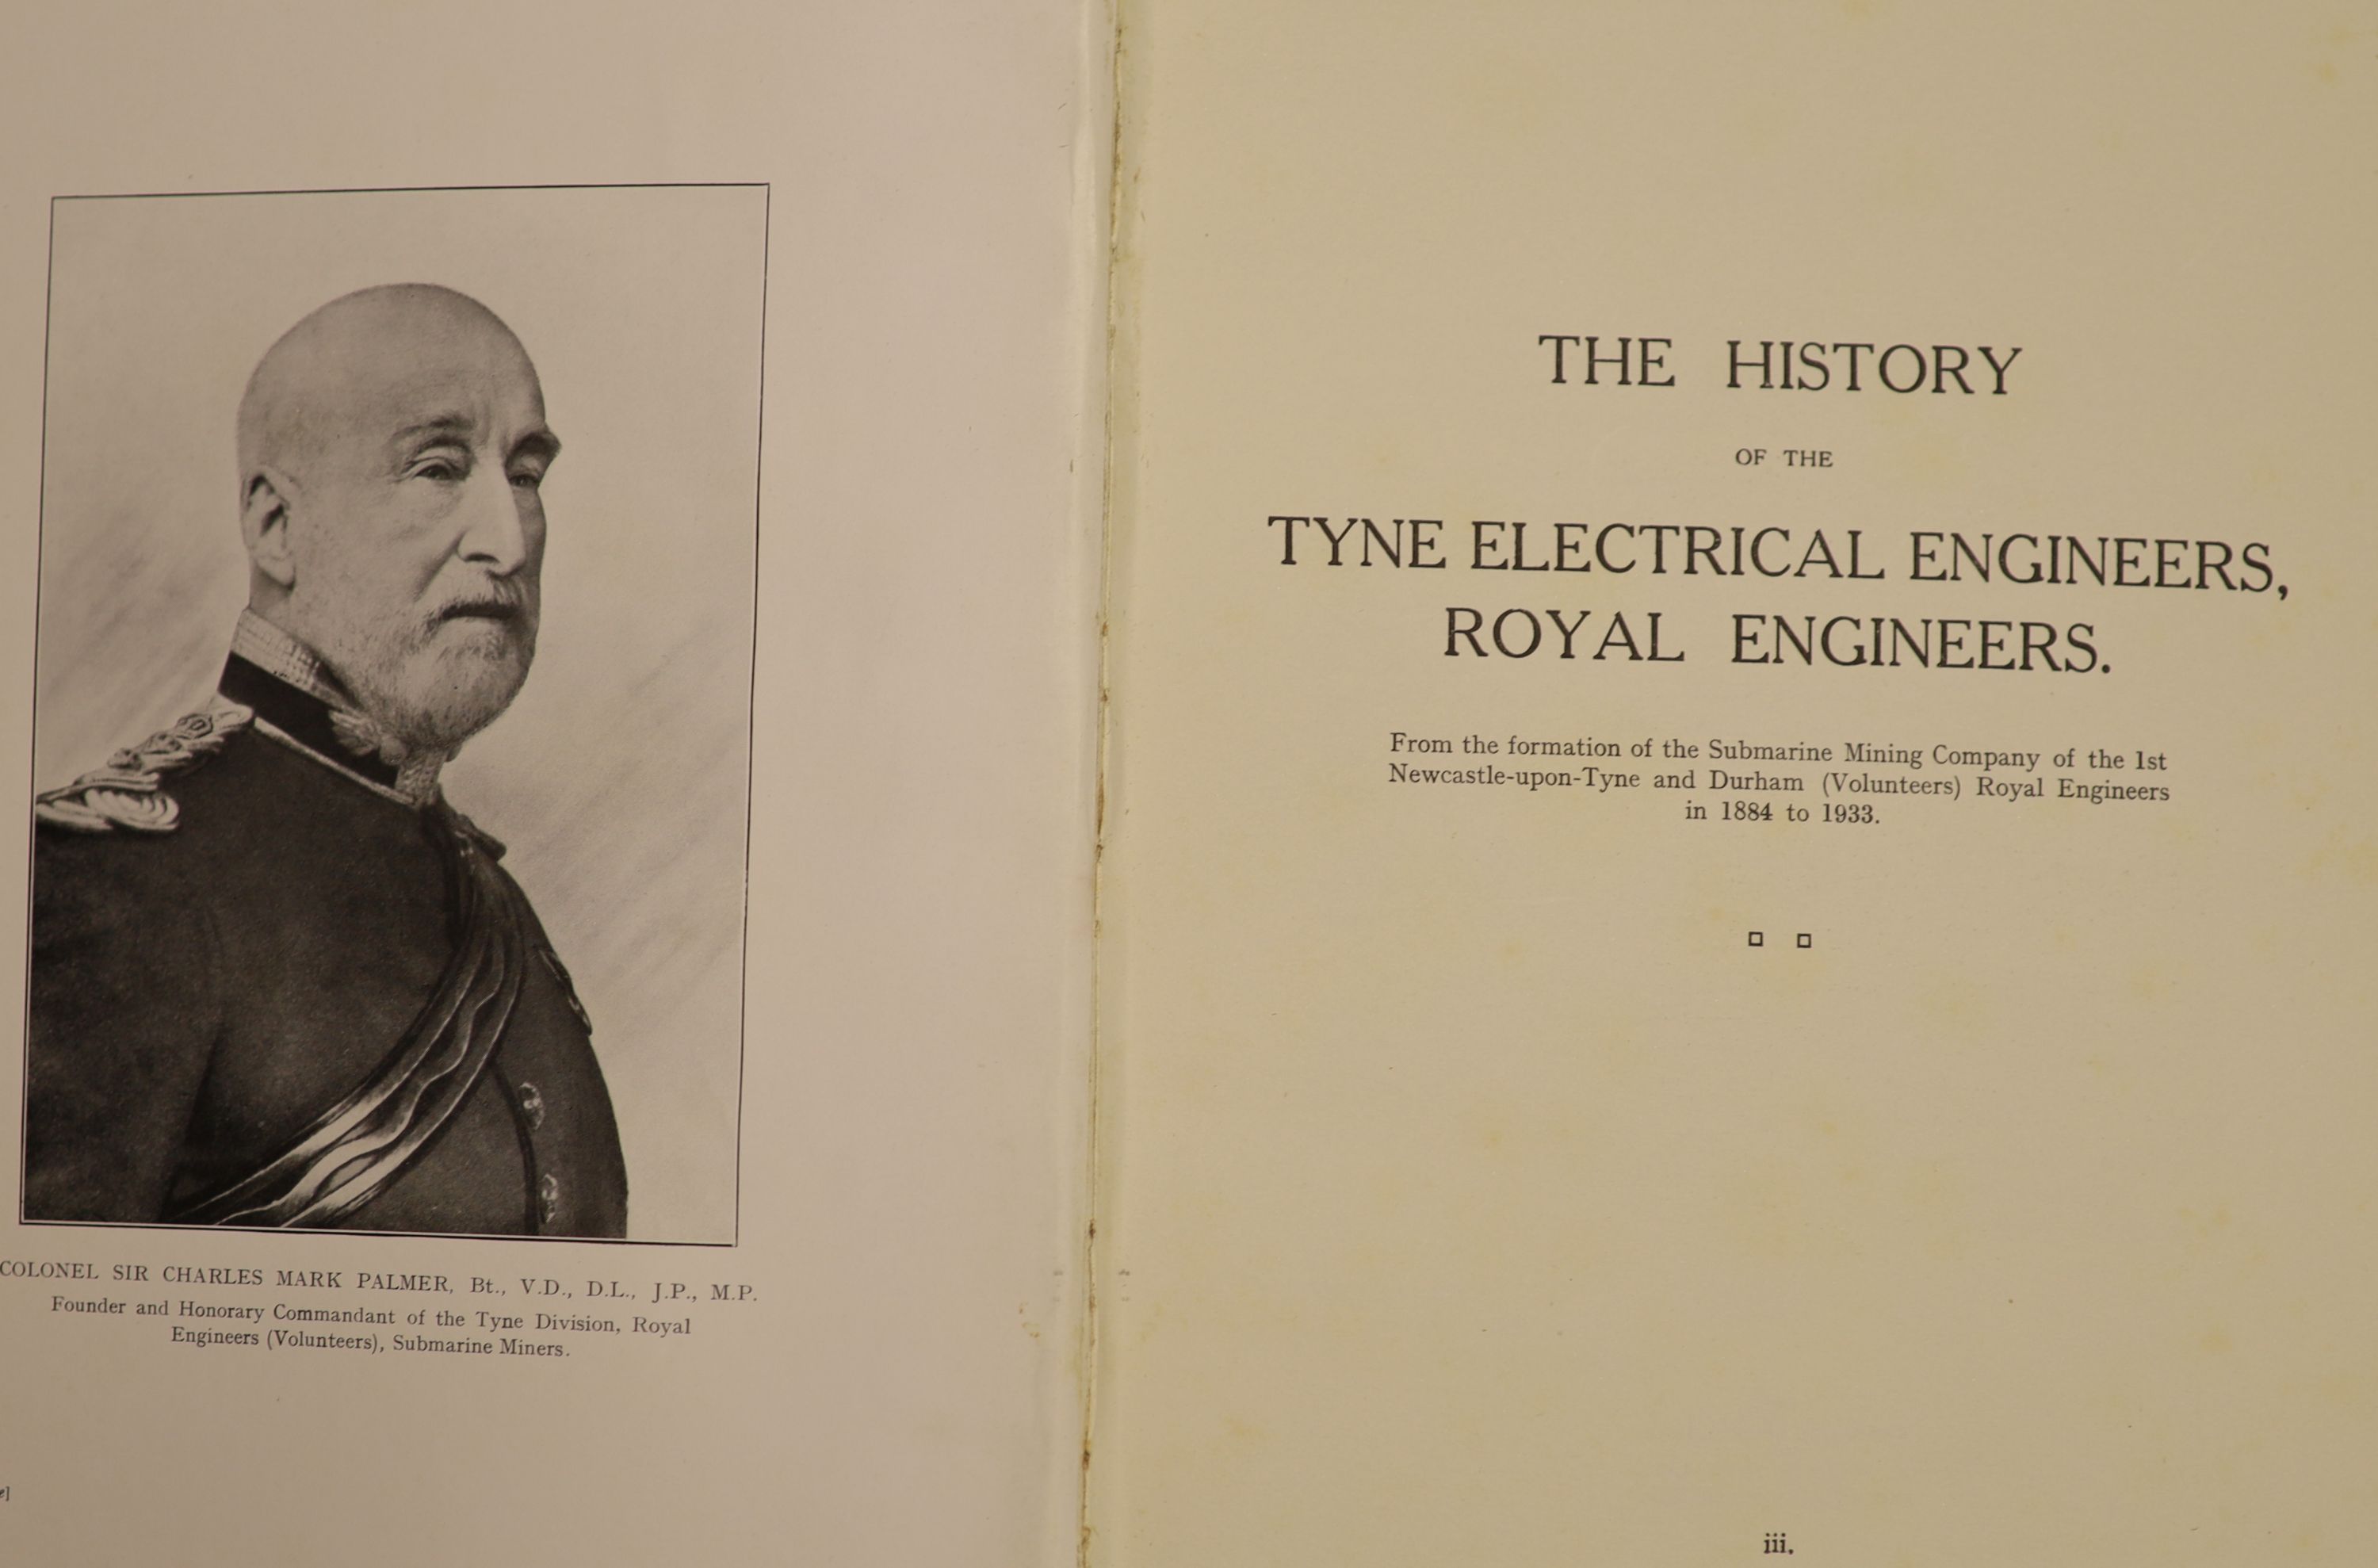 COLONEL SIR CHARLES MARK PALMER, Bt., V.D., D.L., J.P., M.P.
Founder and Honorary Commandant of the Tyne Division, Royal
Engineers (Volunteers), Submarine Miners.
THE HISTORY
OF THE
TYNE ELECTRICAL ENGINEERS,
ROYAL ENGINEERS.
From the formation of the Submarine Mining Company of the 1st
Newcastle-upon-Tyne and Durham (Volunteers) Royal Engineers
in 1884 to 1933.
iii.